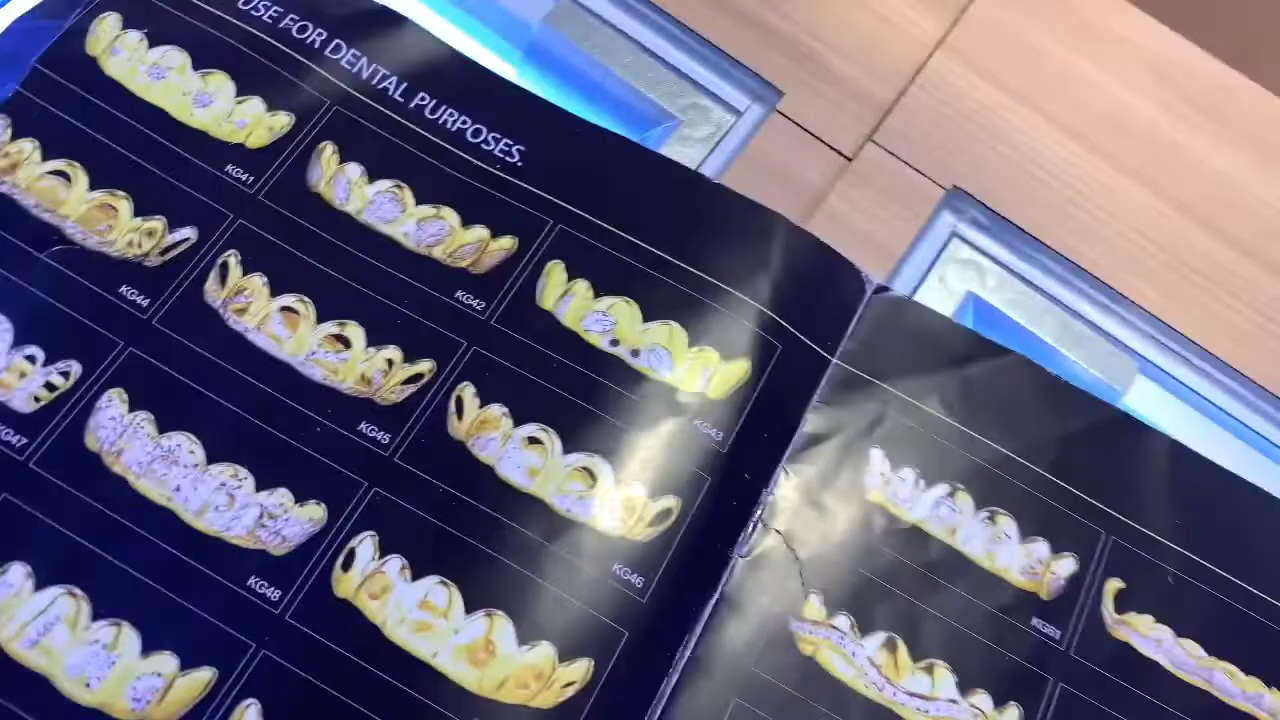 USE FOR DENTAL PURPOSES.
KG41
KG42
KG43
KG44
KG45
KG46
KG47
KG48
KG51